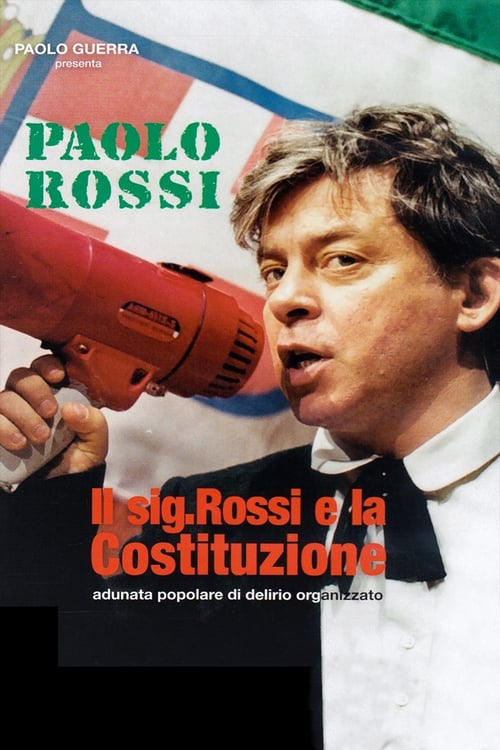 PAOLO GUERRA
presenta
PAOLO
ROSSI
Il sig.Rossi e la
Costituzione
adunata popolare di delirio organizzato